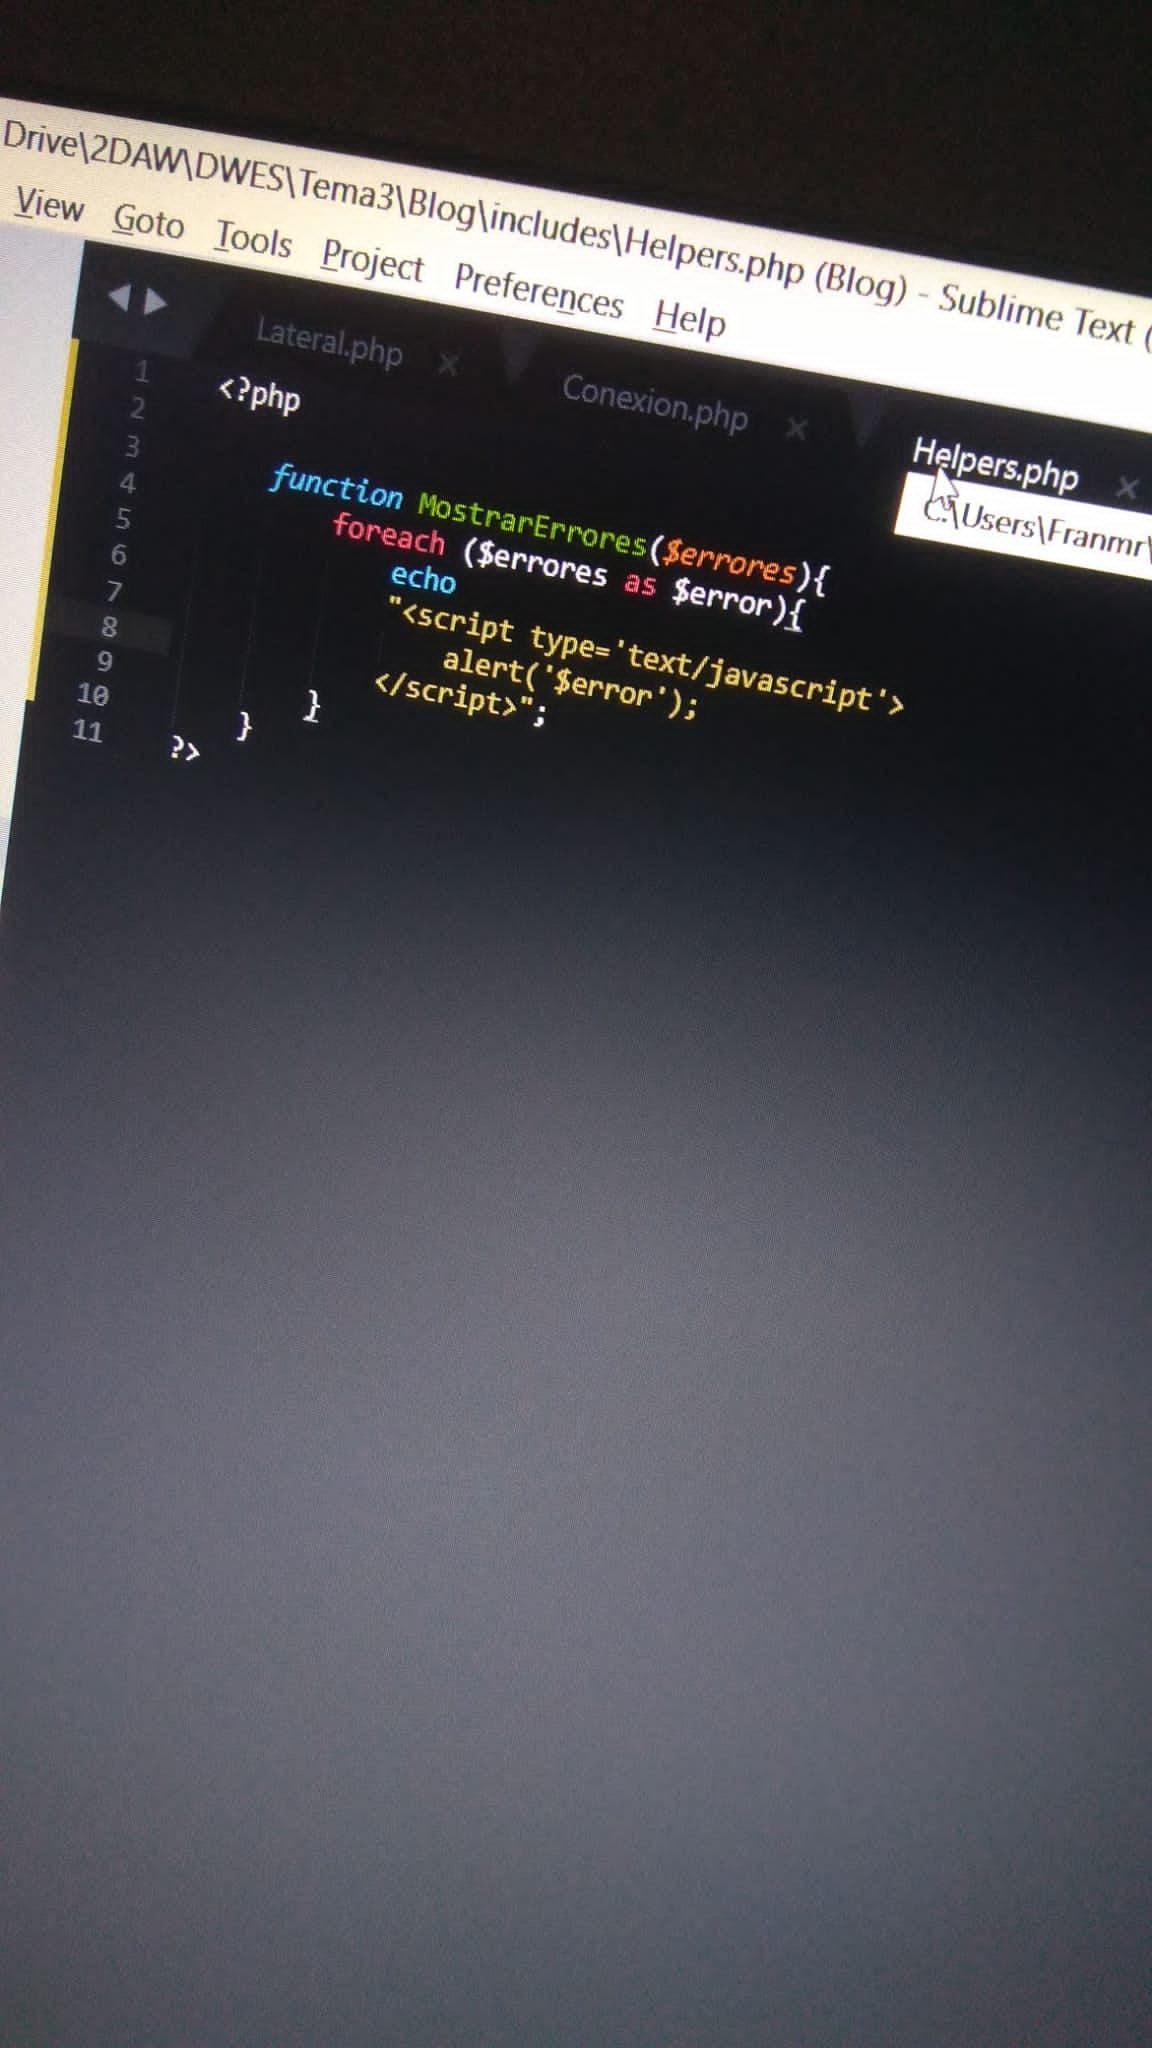 Drive\2DAW\DWES\Tema3\Blog\includes\Helpers.php (Blog) - Sublime Text (
View Goto Tools Project Preferences Help
Lateral.php × Conexion.php × Helpers.php ×
C:\Users\Franmr\
1 <?php
2
3 function MostrarErrores($errores){
4 foreach ($errores as $error){
5 echo
6 "<script type='text/javascript'>
7 alert('$error');
8 </script>";
9 }
10 }
11 ?>